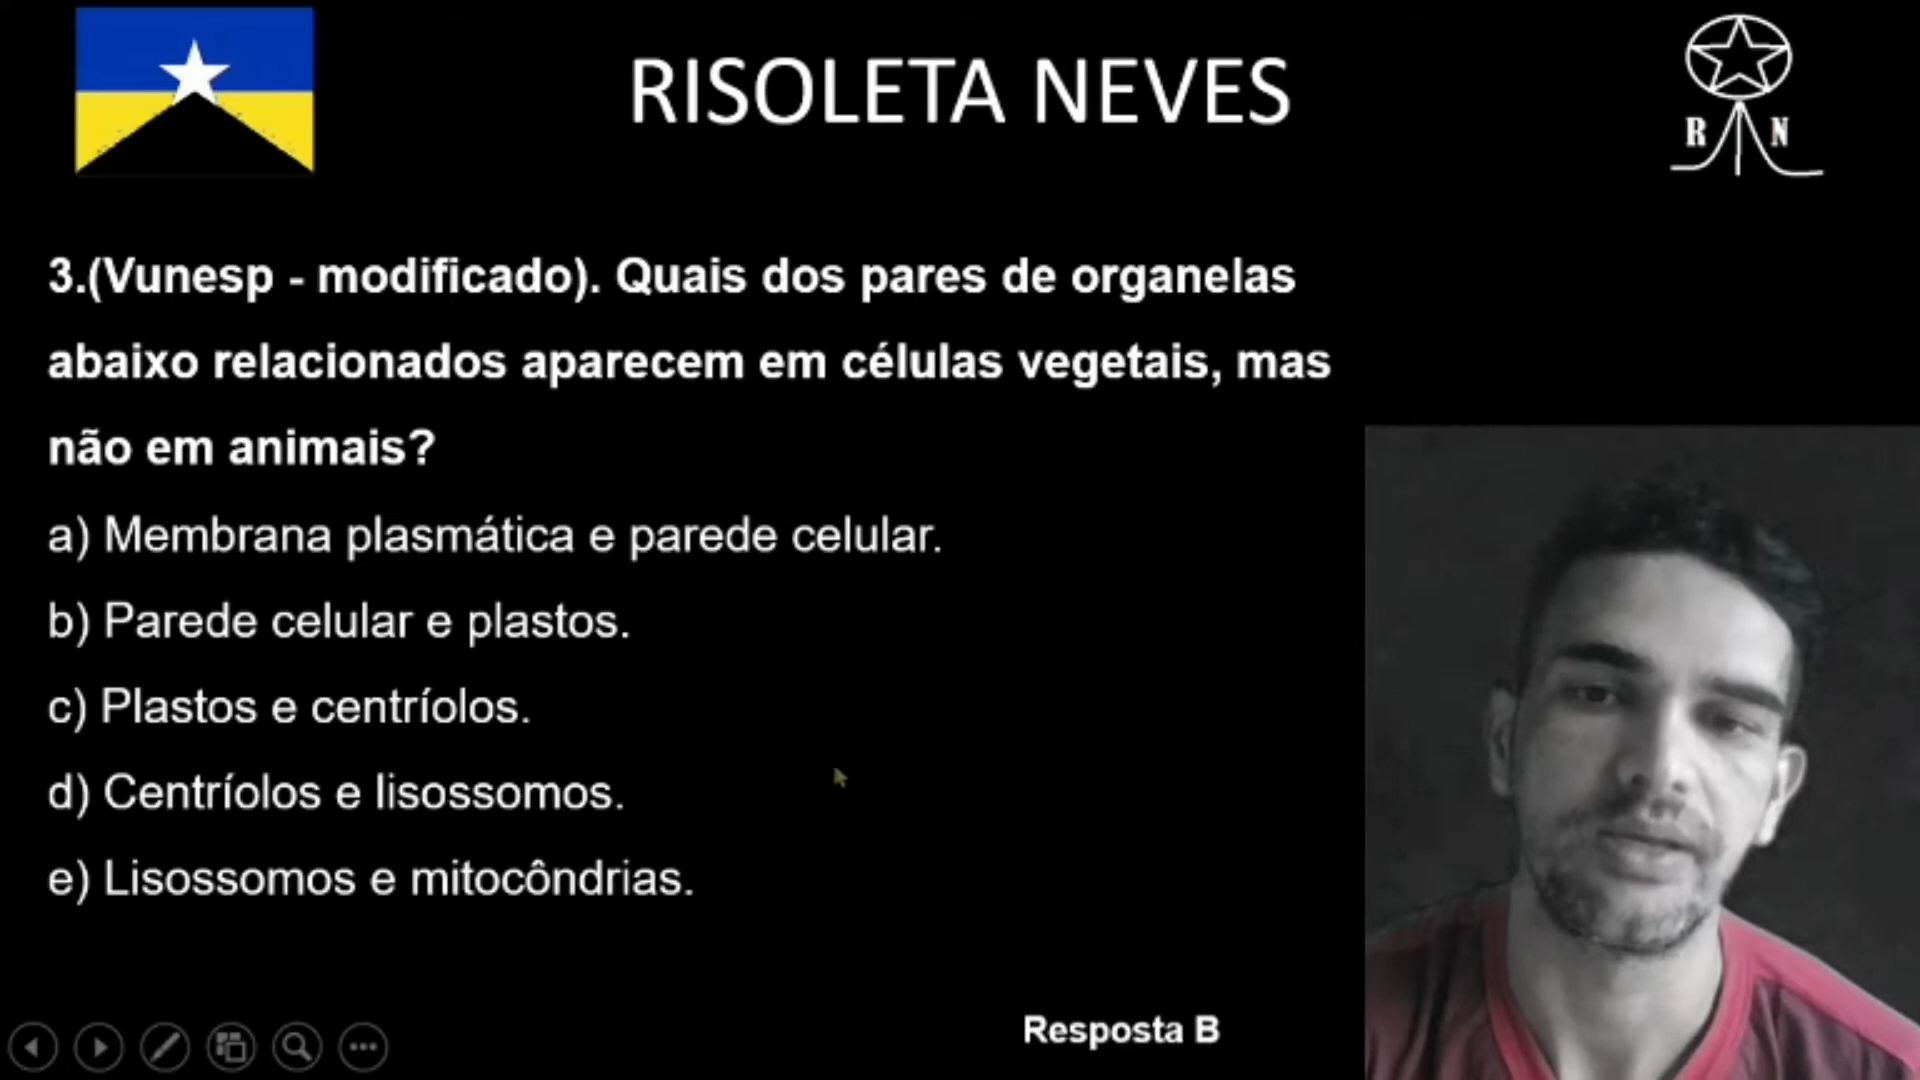 RISOLETA NEVES
R N
3.(Vunesp - modificado). Quais dos pares de organelas
abaixo relacionados aparecem em células vegetais, mas
não em animais?
a) Membrana plasmática e parede celular.
b) Parede celular e plastos.
c) Plastos e centríolos.
d) Centríolos e lisossomos.
e) Lisossomos e mitocôndrias.
Resposta B